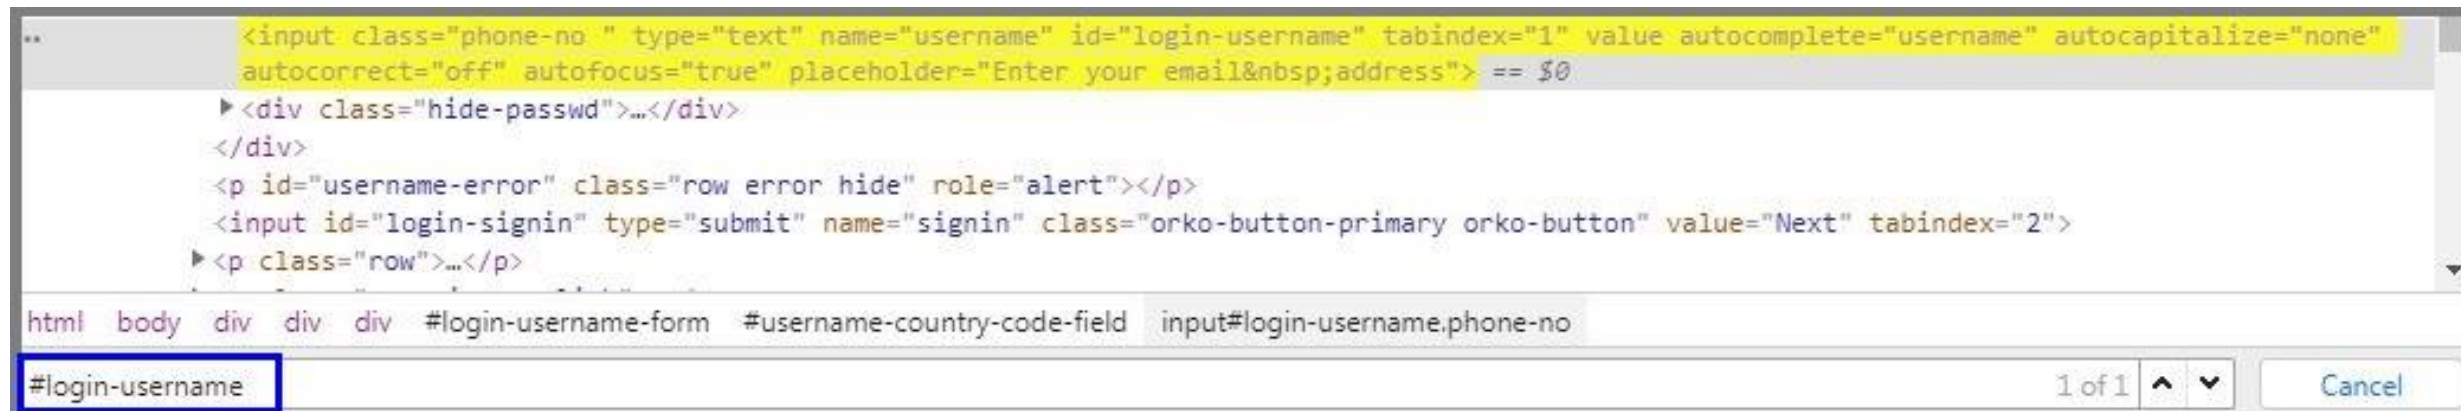 <input class="phone-no " type="text" name="username" id="login-username" tabindex="1" value autocomplete="username" autocapitalize="none"
autocorrect="off" autofocus="true" placeholder="Enter your email&nbsp;address"> == $0
<div class="hide-passwd">…</div>
</div>
<p id="username-error" class="row error hide" role="alert"></p>
<input id="login-signin" type="submit" name="signin" class="orko-button-primary orko-button" value="Next" tabindex="2">
<p class="row">…</p>
html body div div div #login-username-form #username-country-code-field input#login-username.phone-no
#login-username 1 of 1 Cancel